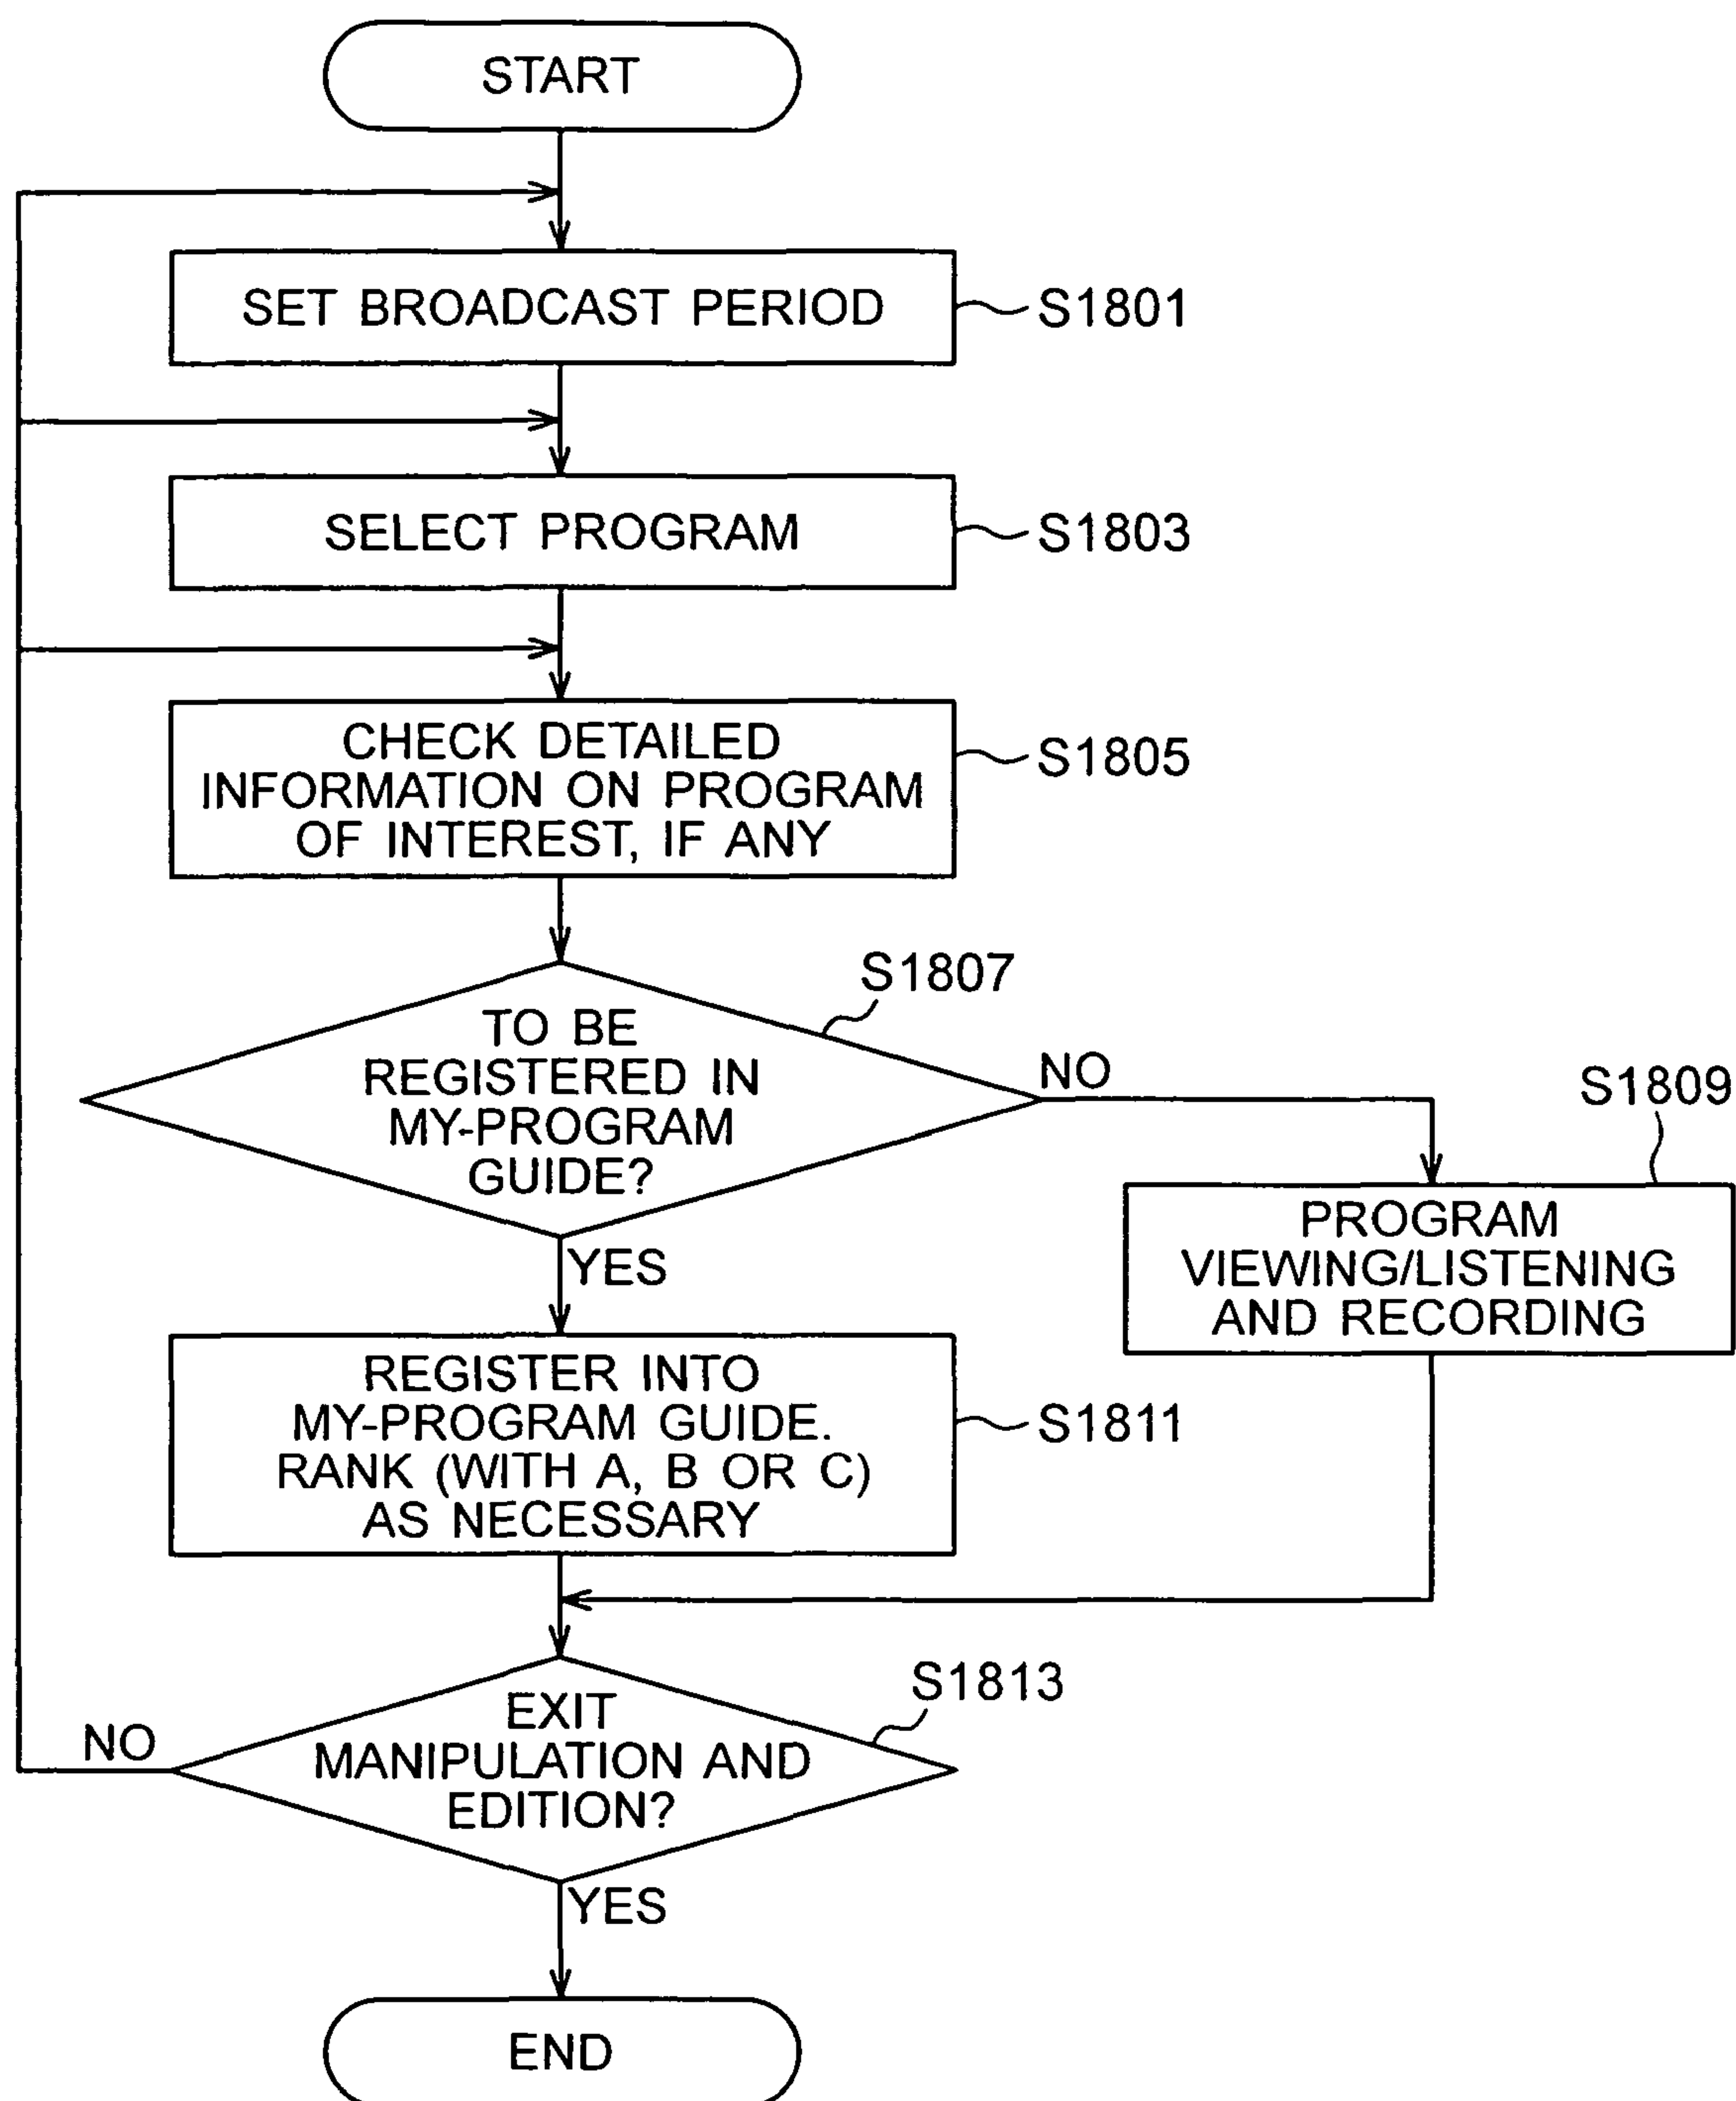 START
SET BROADCAST PERIOD
S1801
SELECT PROGRAM
S1803
CHECK DETAILED
INFORMATION ON PROGRAM
OF INTEREST, IF ANY
S1805
S1807
TO BE
REGISTERED IN
MY-PROGRAM
GUIDE?
NO
S1809
PROGRAM
VIEWING/LISTENING
AND RECORDING
YES
REGISTER INTO
MY-PROGRAM GUIDE.
RANK (WITH A, B OR C)
AS NECESSARY
S1811
S1813
EXIT
MANIPULATION AND
EDITION?
NO
YES
END